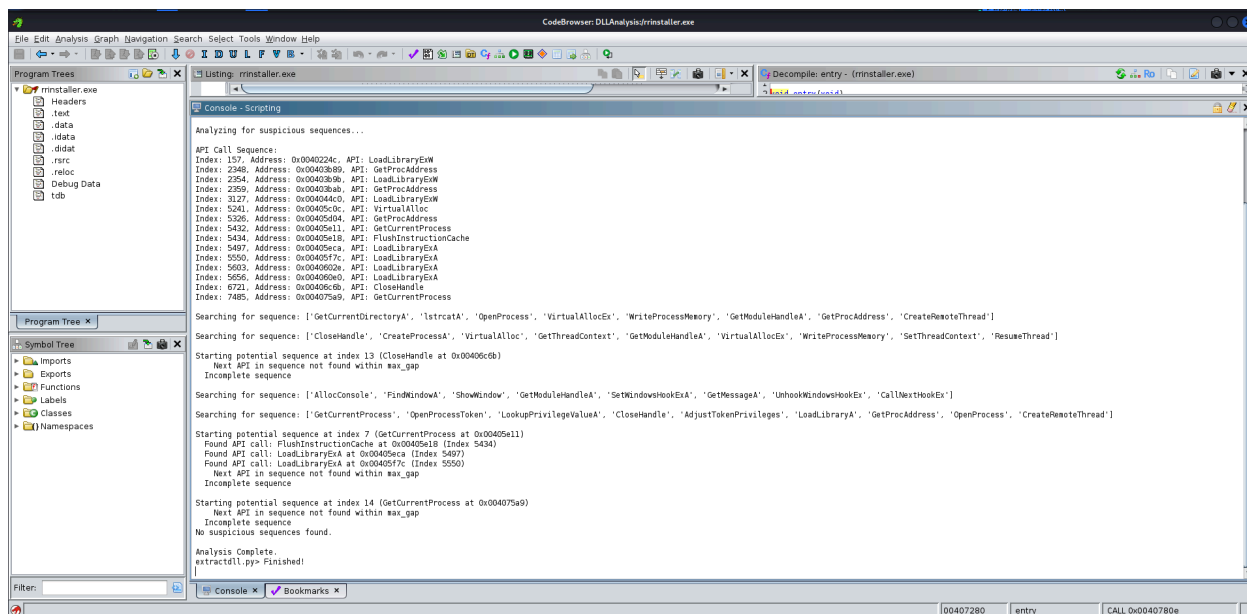 CodeBrowser: DLLAnalysis:/rrinstaller.exe
File Edit Analysis Graph Navigation Search Select Tools Window Help
I D U L F V B
Program Trees
rrinstaller.exe
Headers
.text
.data
.idata
.didat
.rsrc
.reloc
Debug Data
tdb
Program Tree
Symbol Tree
Imports
Exports
Functions
Labels
Classes
Namespaces
Filter:
Listing: rrinstaller.exe
Decompile: entry - (rrinstaller.exe)
Ro
void entry(void)
Console - Scripting
Analyzing for suspicious sequences...
API Call Sequence:
Index: 157, Address: 0x0040224c, API: LoadLibraryExW
Index: 2348, Address: 0x00403b89, API: GetProcAddress
Index: 2354, Address: 0x00403b9b, API: LoadLibraryExW
Index: 2359, Address: 0x00403bab, API: GetProcAddress
Index: 3127, Address: 0x004044c0, API: LoadLibraryExW
Index: 5241, Address: 0x00405c0c, API: VirtualAlloc
Index: 5326, Address: 0x00405d04, API: GetProcAddress
Index: 5432, Address: 0x00405e11, API: GetCurrentProcess
Index: 5434, Address: 0x00405e18, API: FlushInstructionCache
Index: 5497, Address: 0x00405eca, API: LoadLibraryExA
Index: 5550, Address: 0x00405f7c, API: LoadLibraryExA
Index: 5603, Address: 0x0040602e, API: LoadLibraryExA
Index: 5656, Address: 0x004060e0, API: LoadLibraryExA
Index: 6721, Address: 0x00406c6b, API: CloseHandle
Index: 7485, Address: 0x004075a9, API: GetCurrentProcess
Searching for sequence: ['GetCurrentDirectoryA', 'lstrcatA', 'OpenProcess', 'VirtualAllocEx', 'WriteProcessMemory', 'GetModuleHandleA', 'GetProcAddress', 'CreateRemoteThread']
Searching for sequence: ['CloseHandle', 'CreateProcessA', 'VirtualAlloc', 'GetThreadContext', 'GetModuleHandleA', 'VirtualAllocEx', 'WriteProcessMemory', 'SetThreadContext', 'ResumeThread']
Starting potential sequence at index 13 (CloseHandle at 0x00406c6b)
Next API in sequence not found within max_gap
Incomplete sequence
Searching for sequence: ['AllocConsole', 'FindWindowA', 'ShowWindow', 'GetModuleHandleA', 'SetWindowsHookExA', 'GetMessageA', 'UnhookWindowsHookEx', 'CallNextHookEx']
Searching for sequence: ['GetCurrentProcess', 'OpenProcessToken', 'LookupPrivilegeValueA', 'CloseHandle', 'AdjustTokenPrivileges', 'LoadLibraryA', 'GetProcAddress', 'OpenProcess', 'CreateRemoteThread']
Starting potential sequence at index 7 (GetCurrentProcess at 0x00405e11)
Found API call: FlushInstructionCache at 0x00405e18 (Index 5434)
Found API call: LoadLibraryExA at 0x00405eca (Index 5497)
Found API call: LoadLibraryExA at 0x00405f7c (Index 5550)
Next API in sequence not found within max_gap
Incomplete sequence
Starting potential sequence at index 14 (GetCurrentProcess at 0x004075a9)
Next API in sequence not found within max_gap
Incomplete sequence
No suspicious sequences found.
Analysis Complete.
extractdll.py> Finished!
Console
Bookmarks
00407280
entry
CALL 0x0040780e